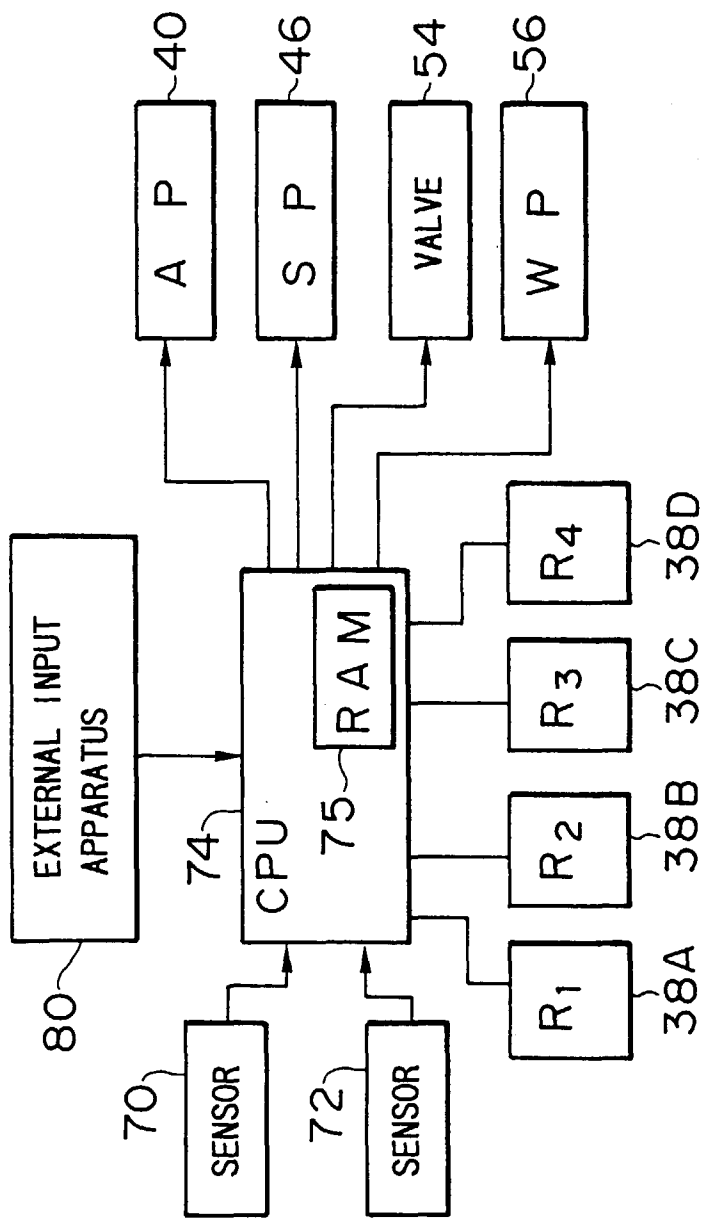 80
EXTERNAL INPUT
APPARATUS
70
SENSOR
72
SENSOR
74
CPU
75
RAM
A P
40
S P
46
VALVE
54
W P
56
R1
38A
R2
38B
R3
38C
R4
38D